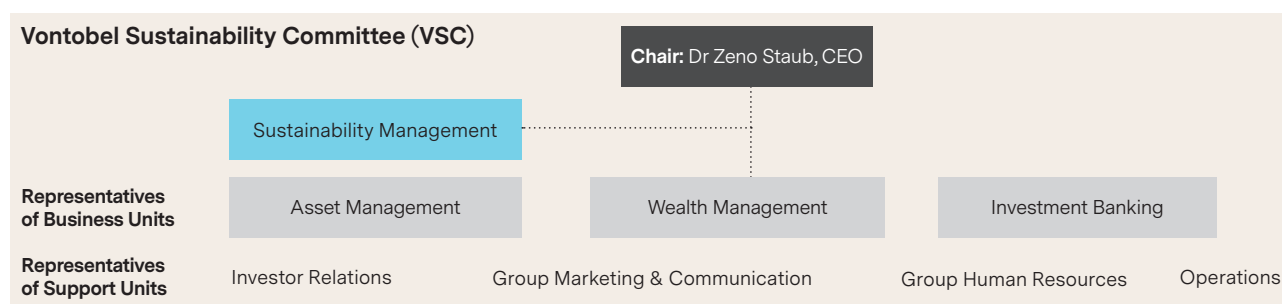 Vontobel Sustainability Committee (VSC)
Chair: Dr Zeno Staub, CEO
Sustainability Management
Representatives
of Business Units
Asset Management
Wealth Management
Investment Banking
Representatives
of Support Units
Investor Relations
Group Marketing & Communication
Group Human Resources
Operations